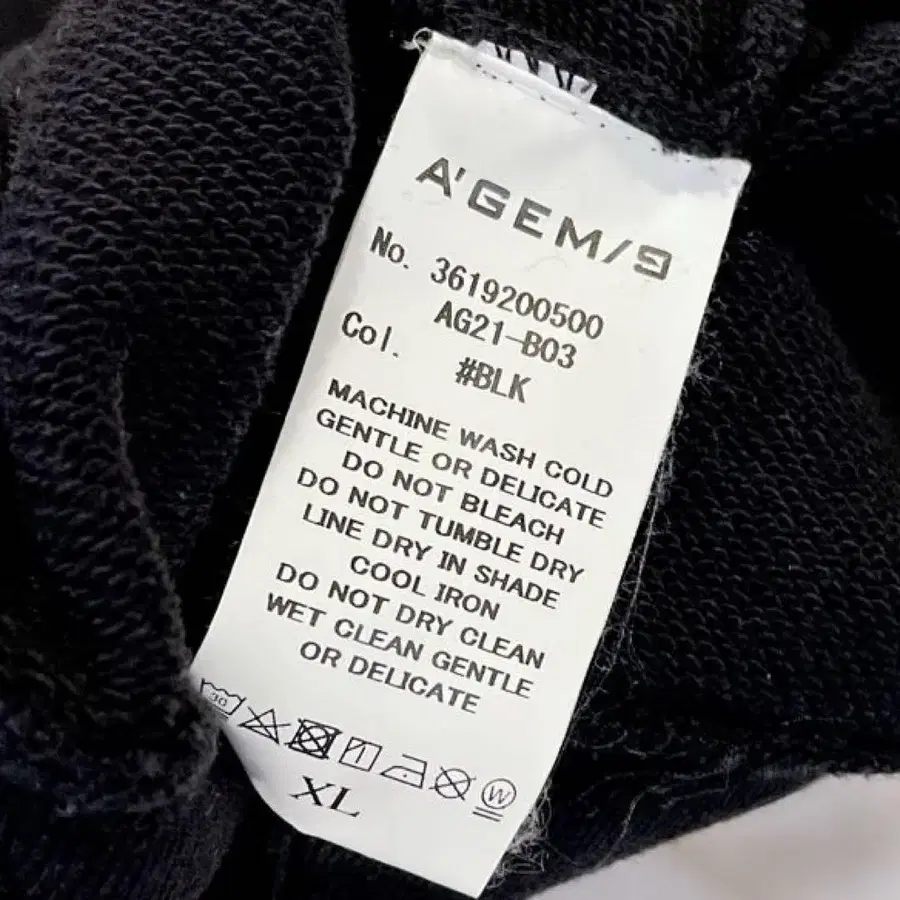 A'GEM/9
No. 3619200500
AG21-B03
Col. #BLK
MACHINE WASH COLD
GENTLE OR DELICATE
DO NOT BLEACH
DO NOT TUMBLE DRY
LINE DRY IN SHADE
COOL IRON
DO NOT DRY CLEAN
WET CLEAN GENTLE
OR DELICATE
30 W
XL